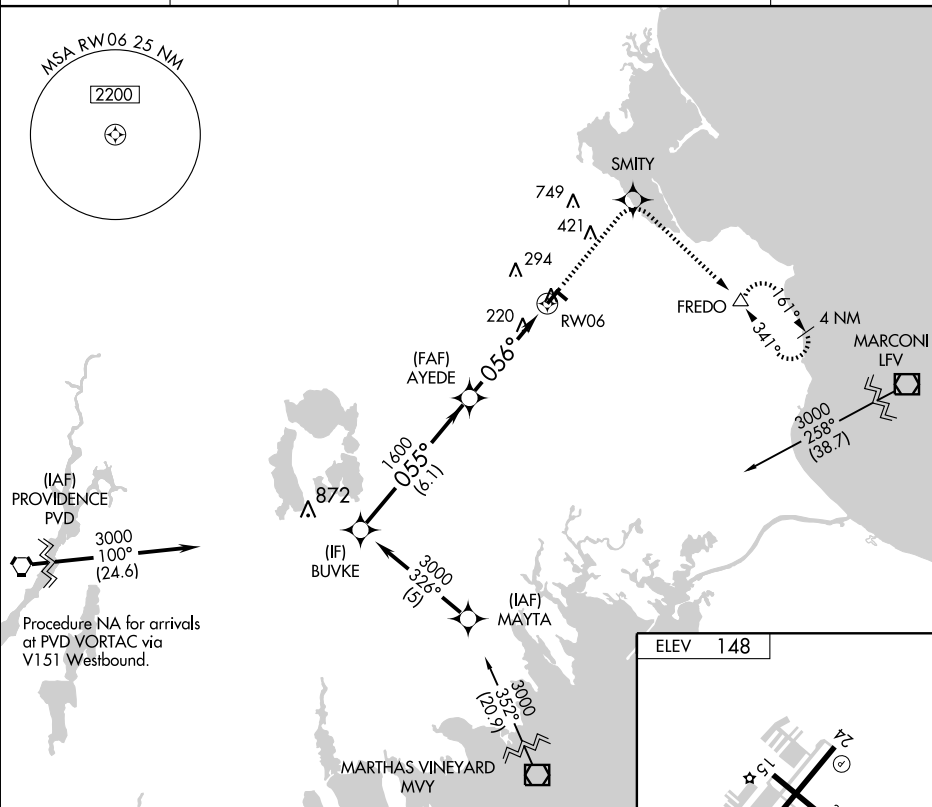 MSA RW06 25 NM
2200
SMITY
749
421
294
FREDO
161°
341°
4 NM
220
RW06
MARCONI
LFV
(FAF)
AYEDE
056°
3000
258°
(38.7)
1600
055°
(6.1)
872
(IAF)
PROVIDENCE
PVD
3000
100°
(24.6)
(IF)
BUVKE
3000
326°
(5)
(IAF)
MAYTA
Procedure NA for arrivals
at PVD VORTAC via
V151 Westbound.
ELEV 148
3000
352°
(20.9)
MARTHAS VINEYARD
MVY
24
P
15